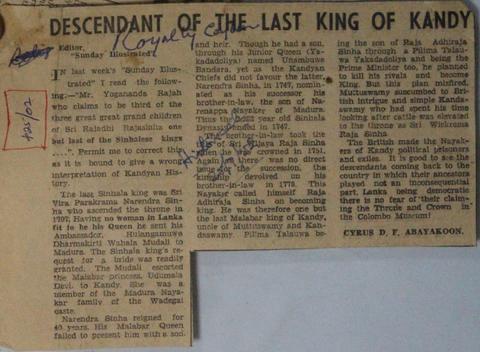 DESCENDANT OF THE LAST KING OF KANDY
Editor,
"Sunday Illustrated"
IN last week's "Sunday Illus-
trated" I read the follow-
ing,—"Mr. Yogananda Rajah
who claims to be third of the
three great great grand children
of Sri Raladhi Rajasinha one
but last of the Sinhalese kings
. . ." Permit me to correct this
as it is bound to give a wrong
interpretation of Kandyan His-
tory.
The last Sinhala king was Sri
Vira Parakrama Narendra Sin-
ha who ascended the throne in
1707. Having no woman in Lanka
fit to be his Queen he sent his
Ambassador, Hulangamuwa
Dharmakirti Wahala Mudali to
Madura. The Sinhala king's re-
quest for a bride was readily
granted. The Mudali escorted
the Malabar princess, Udumala
Devi, to Kandy. She was a
member of the Madura Naya-
kar family of the Wadegai
caste.
Narendra Sinha reigned for
40 years. His Malabar Queen
failed to present him with a son
and heir. Though he had a son,
through his Junior Queen (Ya-
kadadoliya) named Unambuwe
Bandara, yet as the Kandyan
Chiefs did not favour the latter,
Narendra Sinha, in 1747, nomin-
ated as his successor his
brother-in-law, the son of Na-
renappa Nayaker of Madura.
Thus year old Sinhala
Dynasty ended in 1747.
The brother-in-law took the
name of Sri Vijaya Raja Sinha
when he was crowned in 1751.
Again as there was no direct
issue the succession, the
kingship devolved on his
brother-in-law in 1778. This
Nayaker called himself Raja
Adhiraja Sinha on becoming
king. He was therefore one but
the last Malabar king of Kandy,
uncle of Muttuswamy and Kan-
daswamy. Pilima Talauwa be-
ing the son of Raja Adhiraja
Sinha through a Pilima Talau-
wa Yakadadoliya and being the
Prime Minister too, he planned
to kill his rivals and become
King. But this plan misfired.
Muttuswamy succumbed to Bri-
tish intrigue and simple Kanda-
swamy who had spent his time
looking after cattle was elevated
to the throne as Sri Wickrama
Raja Sinha
The British made the Nayak-
ers of Kandy political prisoners
and exiles. It is good to see the
descendants coming back to the
country in which their ancestors
played not an inconsequential
part. Lanka being democratic
there is no fear of their claim-
ing the Throne and Crown in
the Colombo Museum!
CYRUS D. F. ABAYAKOON.